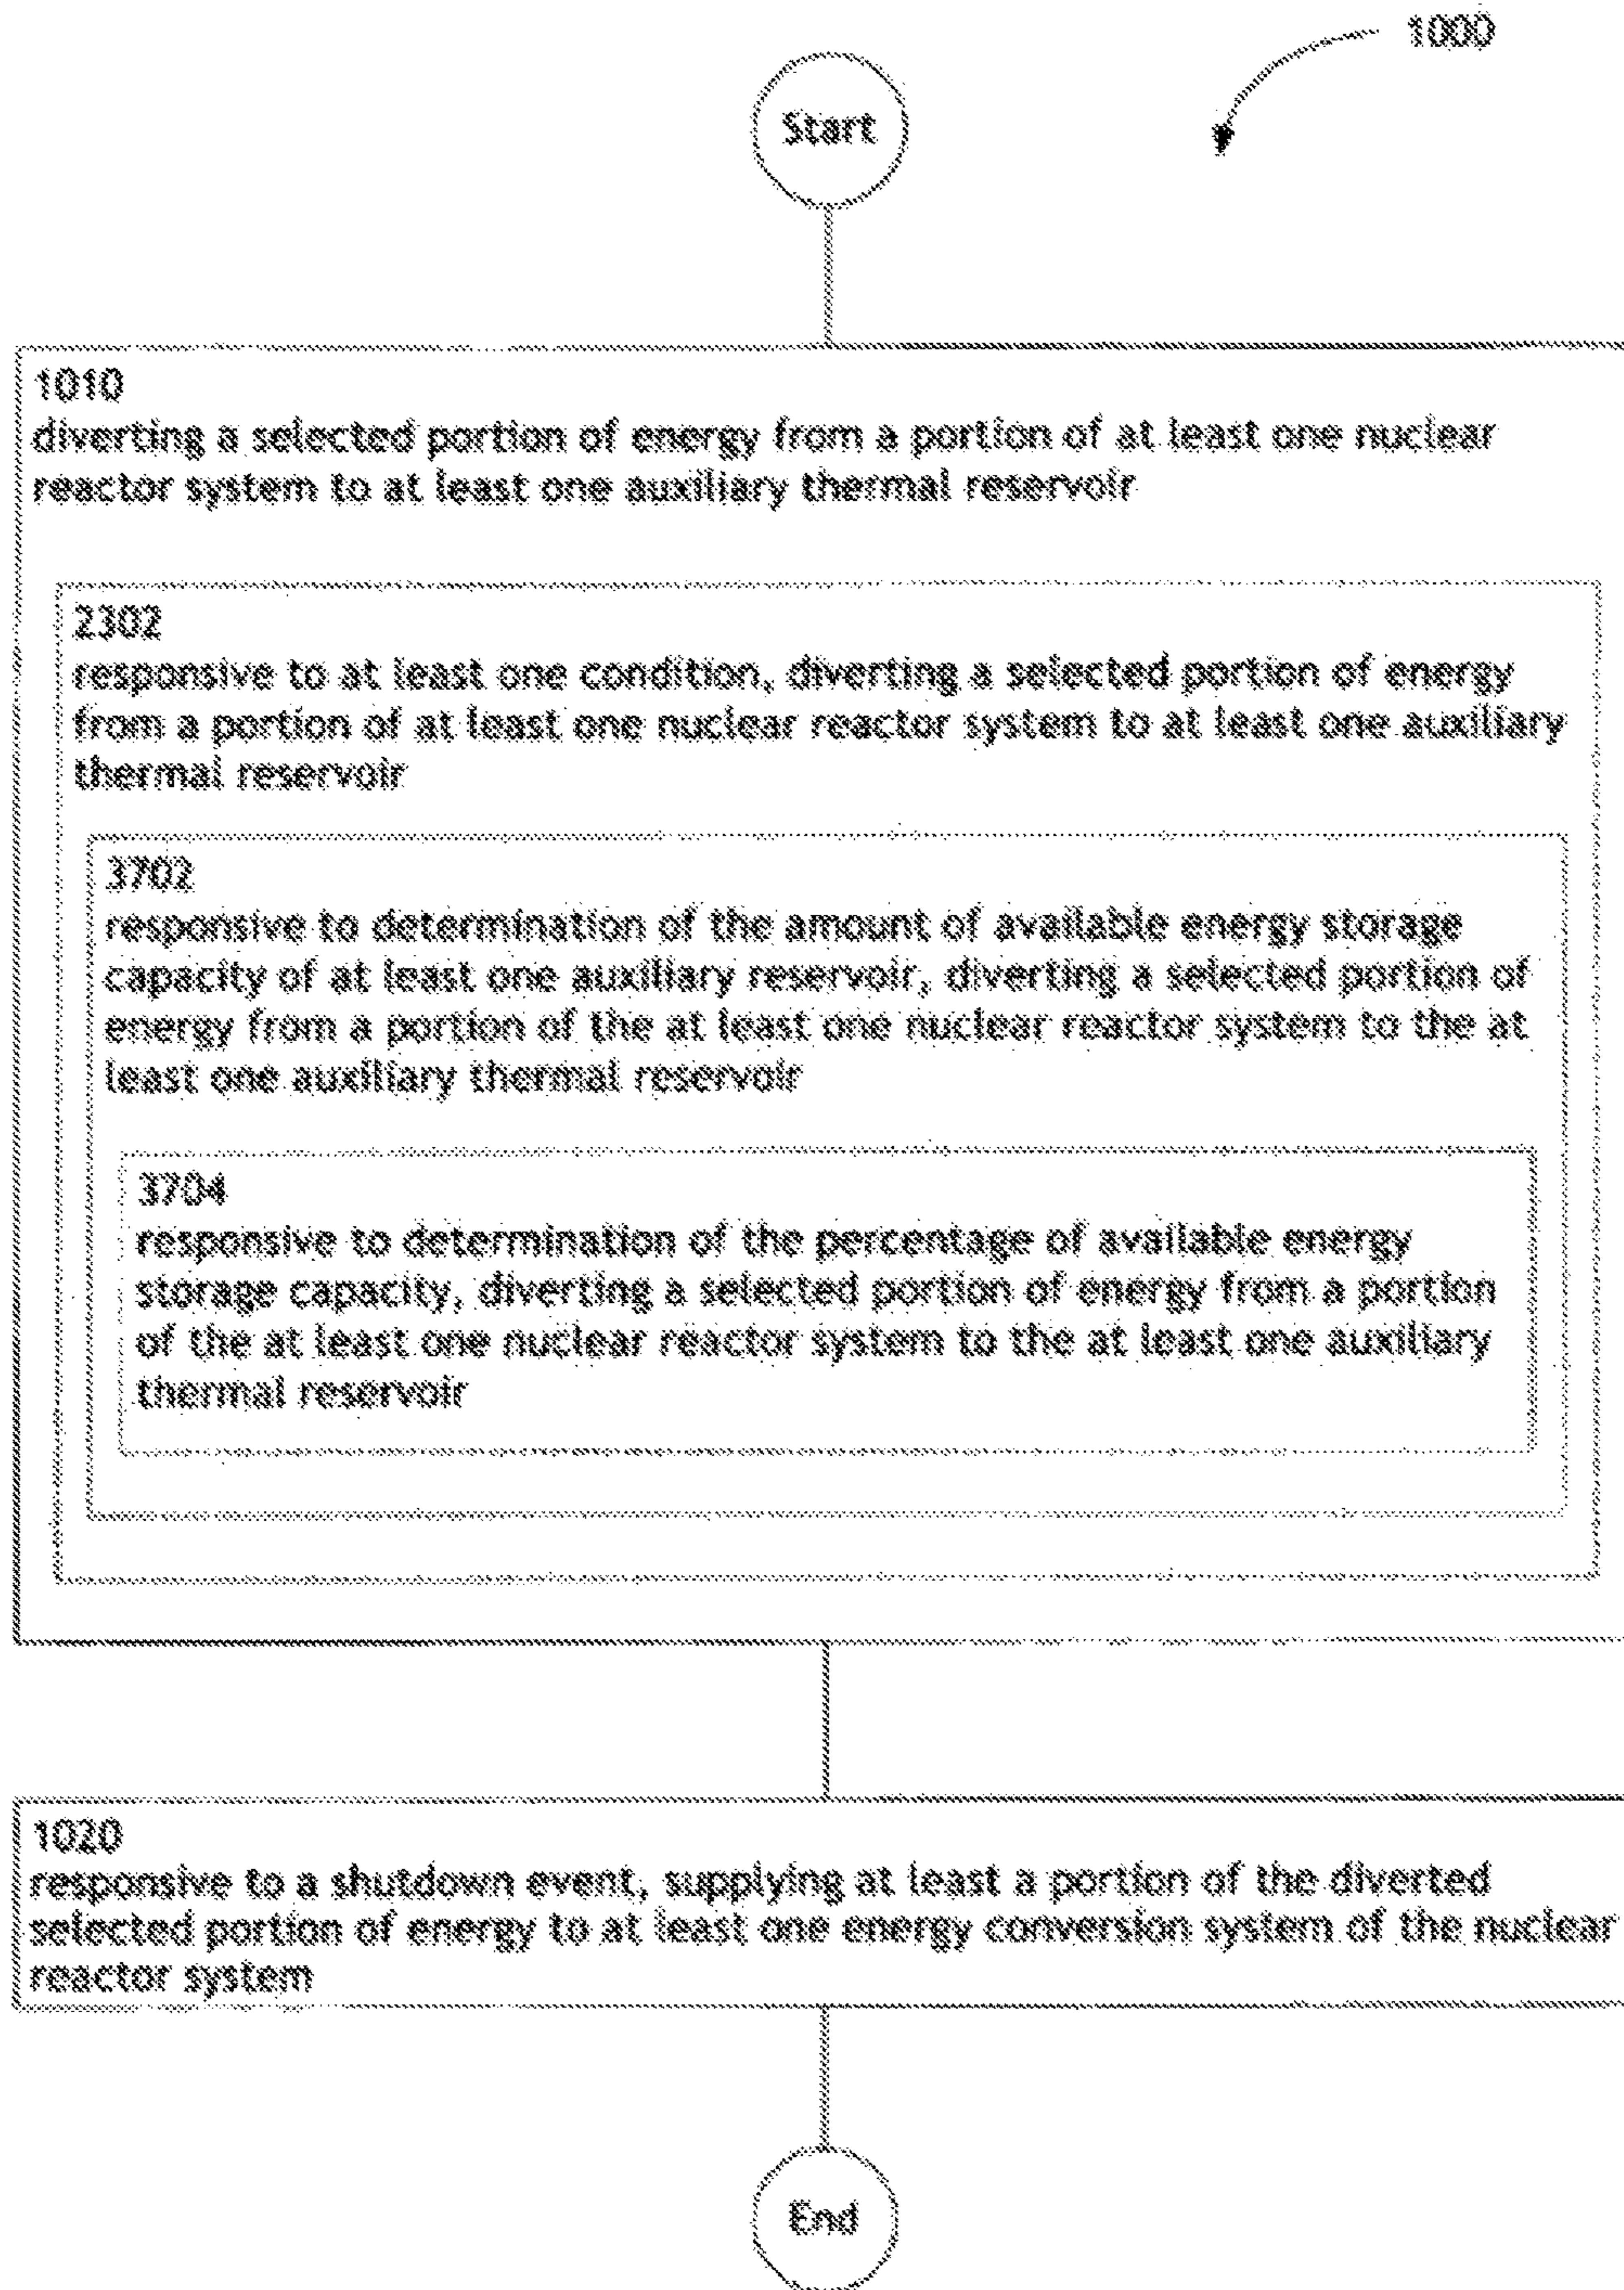 1000
Start
1010
diverting a selected portion of energy from a portion of at least one nuclear
reactor system to at least one auxiliary thermal reservoir
2302
responsive to at least one condition, diverting a selected portion of energy
from a portion of at least one nuclear reactor system to at least one auxiliary
thermal reservoir
3702
responsive to determination of the amount of available energy storage
capacity of at least one auxiliary reservoir, diverting a selected portion of
energy from a portion of the at least one nuclear reactor system to the at
least one auxiliary thermal reservoir
3704
responsive to determination of the percentage of available energy
storage capacity, diverting a selected portion of energy from a portion
of the at least one nuclear reactor system to the at least one auxiliary
thermal reservoir
1020
responsive to a shutdown event, supplying at least a portion of the diverted
selected portion of energy to at least one energy conversion system of the nuclear
reactor system
End